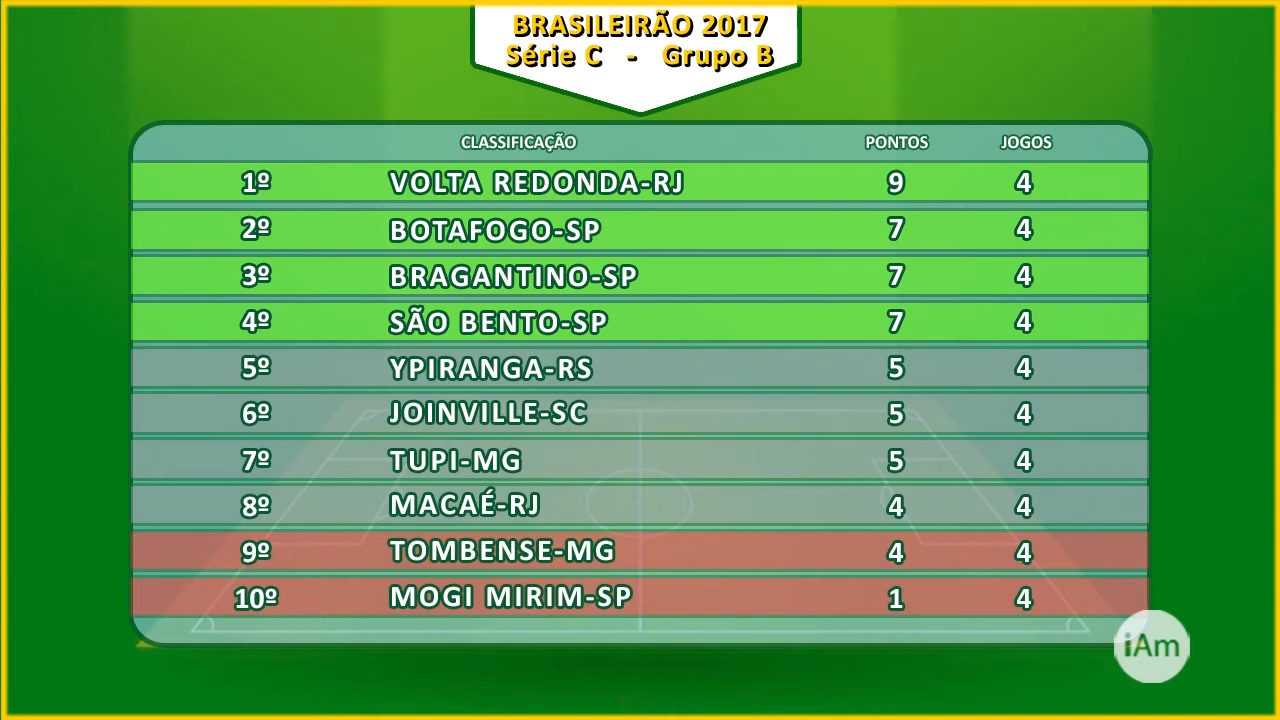 BRASILEIRÃO 2017
Série C - Grupo B
CLASSIFICAÇÃO PONTOS JOGOS
1º VOLTA REDONDA-RJ 9 4
2º BOTAFOGO-SP 7 4
3º BRAGANTINO-SP 7 4
4º SÃO BENTO-SP 7 4
5º YPIRANGA-RS 5 4
6º JOINVILLE-SC 5 4
7º TUPI-MG 5 4
8º MACAÉ-RJ 4 4
9º TOMBENSE-MG 4 4
10º MOGI MIRIM-SP 1 4
iAm